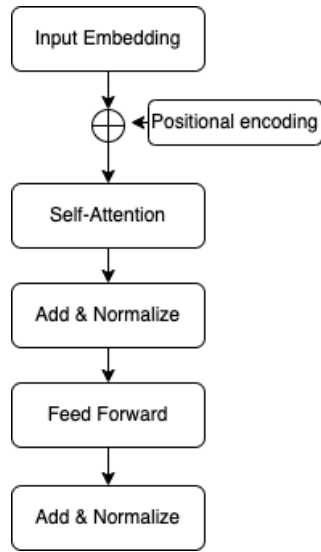 Input Embedding
Positional encoding
Self-Attention
Add & Normalize
Feed Forward
Add & Normalize